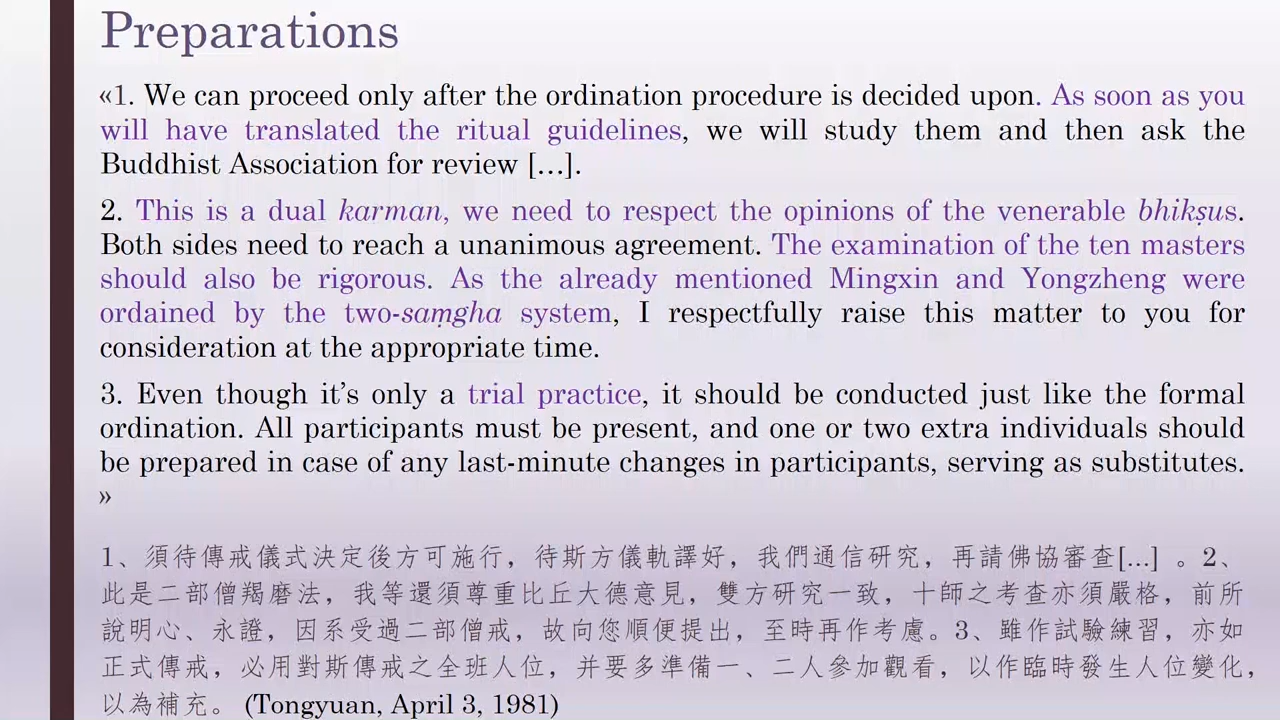 Preparations
«1. We can proceed only after the ordination procedure is decided upon. As soon as you
will have translated the ritual guidelines, we will study them and then ask the
Buddhist Association for review […].
2. This is a dual karman, we need to respect the opinions of the venerable bhikṣus.
Both sides need to reach a unanimous agreement. The examination of the ten masters
should also be rigorous. As the already mentioned Mingxin and Yongzheng were
ordained by the two-saṃgha system, I respectfully raise this matter to you for
consideration at the appropriate time.
3. Even though it’s only a trial practice, it should be conducted just like the formal
ordination. All participants must be present, and one or two extra individuals should
be prepared in case of any last-minute changes in participants, serving as substitutes.
»
1、須待傳戒儀式決定後方可施行，待斯方儀軌譯好，我們通信研究，再請佛協審查[…] 。2、
此是二部僧羯磨法，我等還須尊重比丘大德意見，雙方研究一致，十師之考查亦須嚴格，前所
說明心、永證，因系受過二部僧戒，故向您順便提出，至時再作考慮。3、雖作試驗練習，亦如
正式傳戒，必用對斯傳戒之全班人位，并要多準備一、二人參加觀看，以作臨時發生人位變化，
以為補充。 (Tongyuan, April 3, 1981)